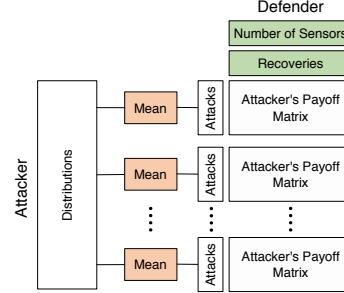 Defender
Number of Sensors
Recoveries
Attacker
Distributions
Mean
Attacks
Attacker's Payoff
Matrix
Mean
Attacks
Attacker's Payoff
Matrix
Mean
Attacks
Attacker's Payoff
Matrix